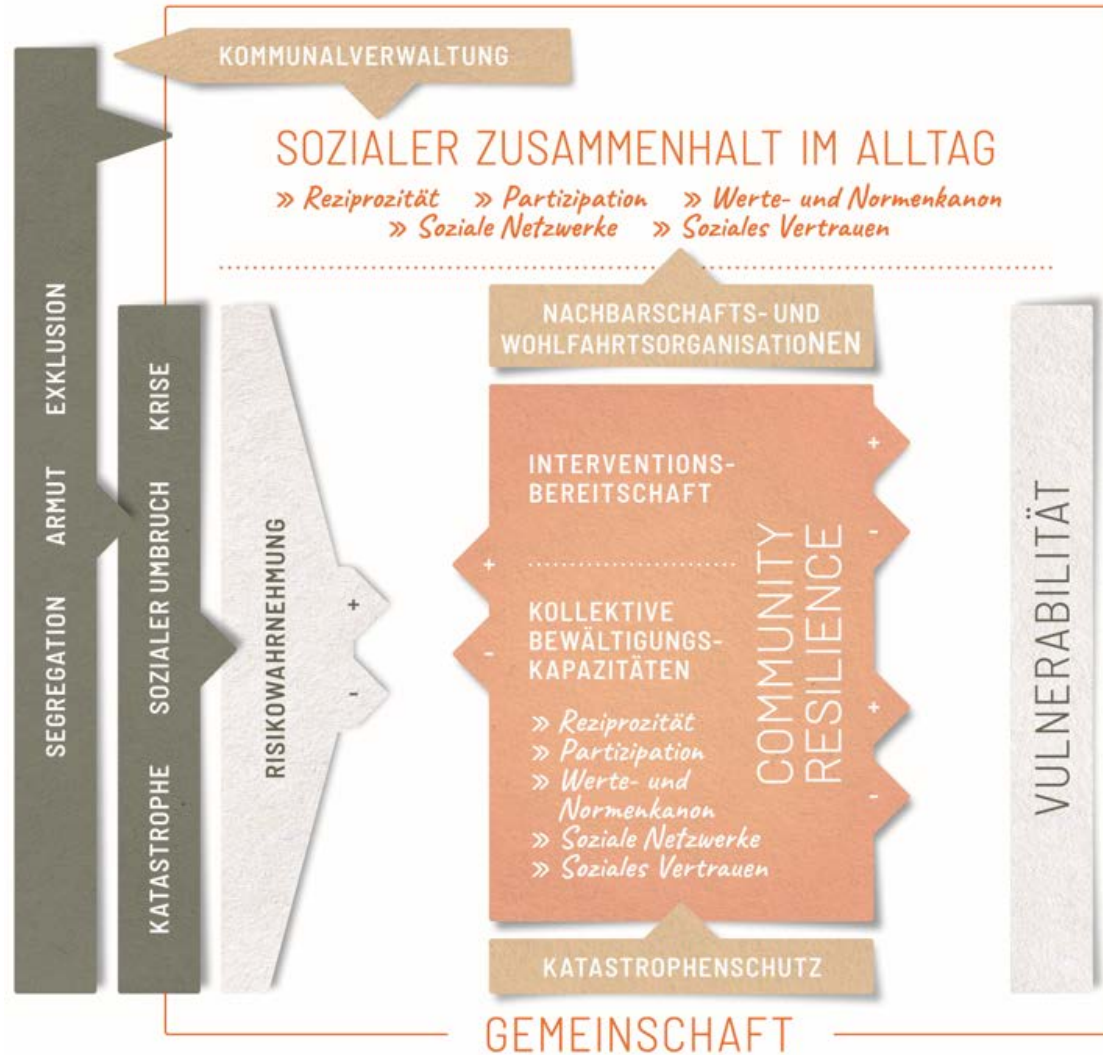 KOMMUNALVERWALTUNG
SOZIALER ZUSAMMENHALT IM ALLTAG
» Reziprozität » Partizipation » Werte- und Normenkanon
» Soziale Netzwerke » Soziales Vertrauen
SEGREGATION ARMUT EXKLUSION
KATASTROPHE SOZIALER UMBRUCH KRISE
RISIKOWAHRNEHMUNG
+
-
NACHBARSCHAFTS- UND
WOHLFAHRTSORGANISATIONEN
INTERVENTIONS-
BEREITSCHAFT
KOLLEKTIVE
BEWÄLTIGUNGS-
KAPAZITÄTEN
» Reziprozität
» Partizipation
» Werte- und
Normenkanon
» Soziale Netzwerke
» Soziales Vertrauen
+
-
COMMUNITY
RESILIENCE
+
-
+
-
KATASTROPHENSCHUTZ
VULNERABILITÄT
GEMEINSCHAFT